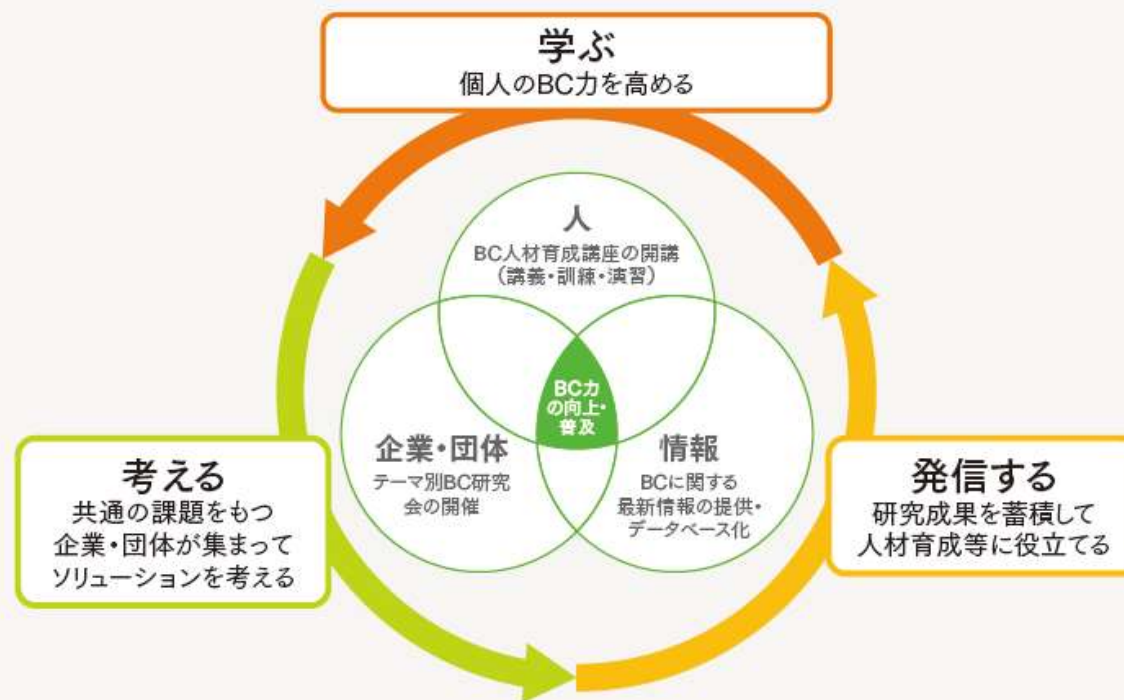 学ぶ
個人のBC力を高める
人
BC人材育成講座の開講
（講義・訓練・演習）
BC力
の向上・
普及
企業・団体
テーマ別BC研究
会の開催
情報
BCに関する
最新情報の提供・
データベース化
考える
共通の課題をもつ
企業・団体が集まって
ソリューションを考える
発信する
研究成果を蓄積して
人材育成等に役立てる